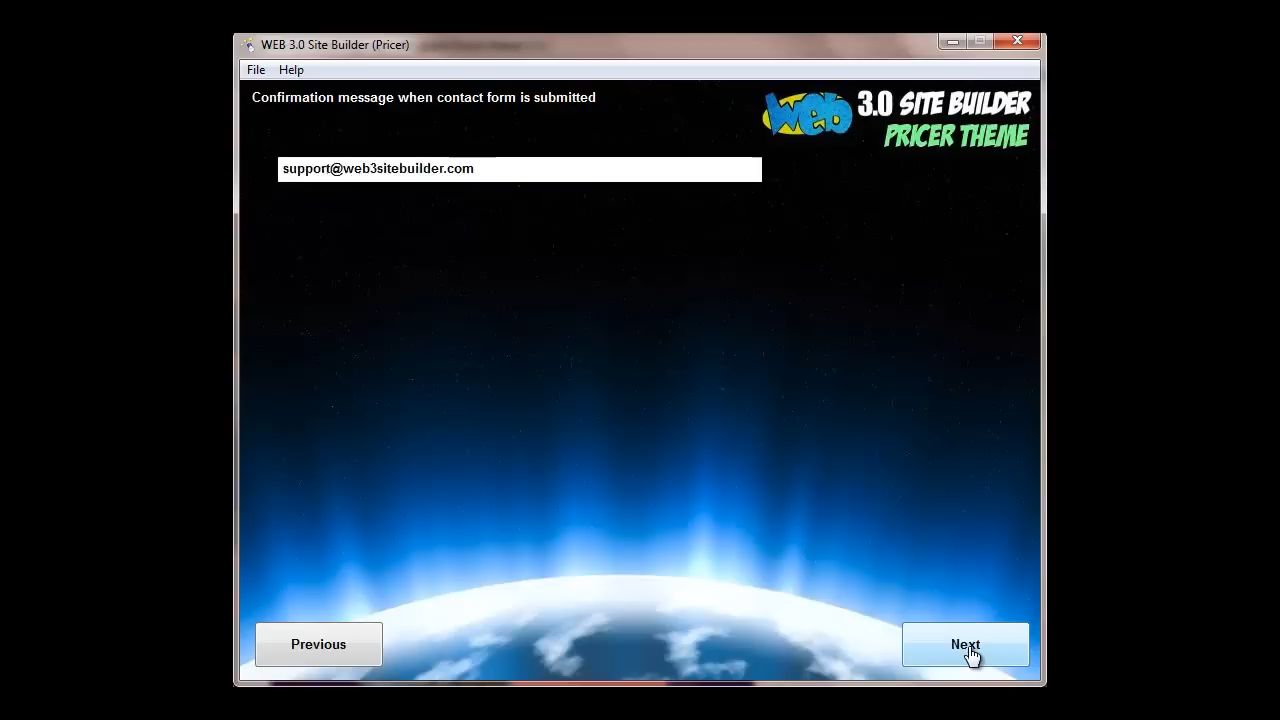 WEB 3.0 Site Builder (Pricer)
File Help
Confirmation message when contact form is submitted
Web 3.0 SITE BUILDER
PRICER THEME
support@web3sitebuilder.com
Previous
Next